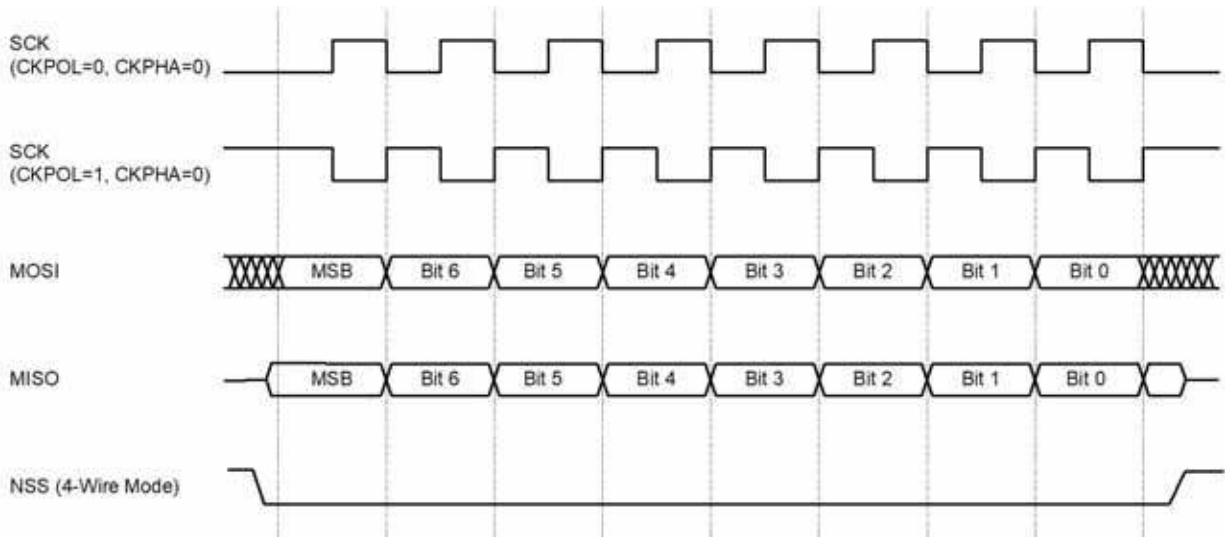 SCK
(CKPOL=0, CKPHA=0)
SCK
(CKPOL=1, CKPHA=0)
MOSI
MSB Bit 6 Bit 5 Bit 4 Bit 3 Bit 2 Bit 1 Bit 0
MISO
MSB Bit 6 Bit 5 Bit 4 Bit 3 Bit 2 Bit 1 Bit 0
NSS (4-Wire Mode)